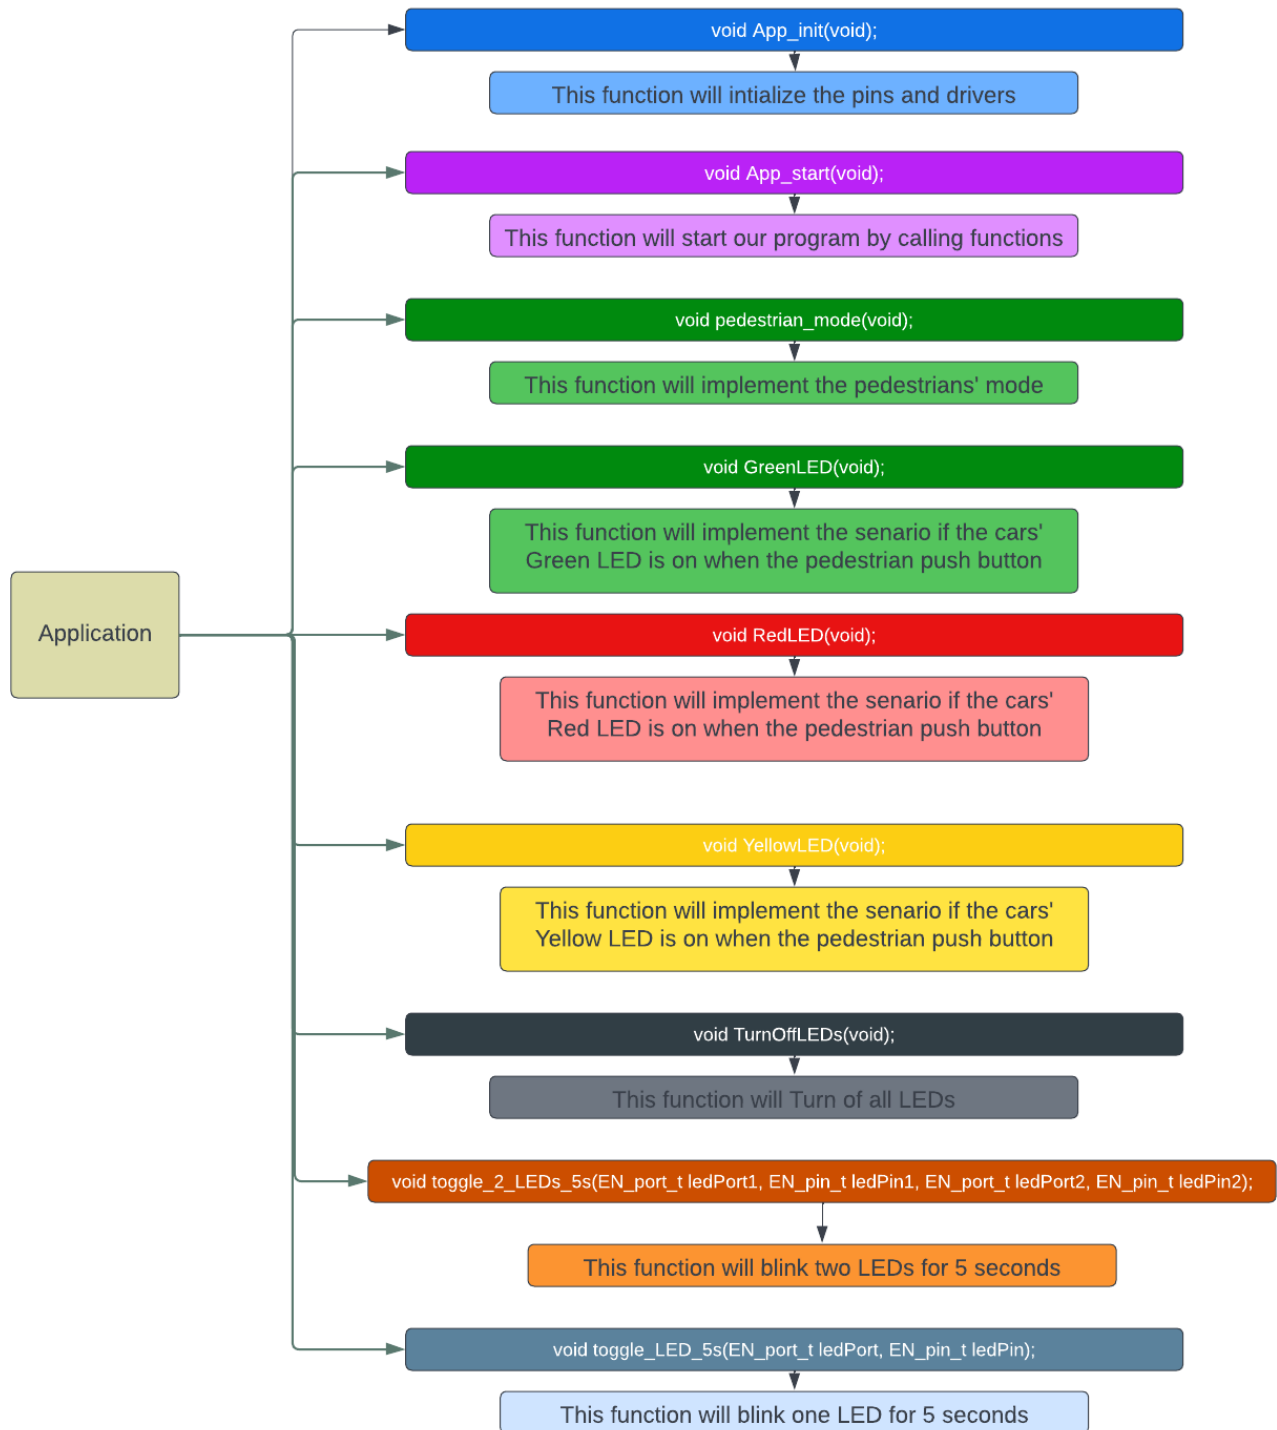 void App_init(void);
This function will intialize the pins and drivers
void App_start(void);
This function will start our program by calling functions
void pedestrian_mode(void);
This function will implement the pedestrians' mode
void GreenLED(void);
This function will implement the senario if the cars'
Green LED is on when the pedestrian push button
Application
void RedLED(void);
This function will implement the senario if the cars'
Red LED is on when the pedestrian push button
void YellowLED(void);
This function will implement the senario if the cars'
Yellow LED is on when the pedestrian push button
void TurnOffLEDs(void);
This function will Turn of all LEDs
void toggle_2_LEDs_5s(EN_port_t ledPort1, EN_pin_t ledPin1, EN_port_t ledPort2, EN_pin_t ledPin2);
This function will blink two LEDs for 5 seconds
void toggle_LED_5s(EN_port_t ledPort, EN_pin_t ledPin);
This function will blink one LED for 5 seconds